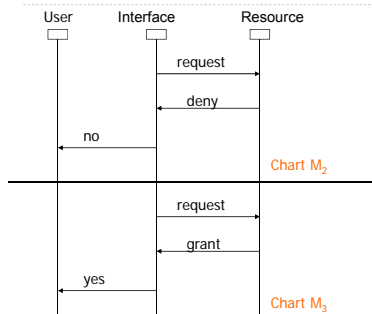 User Interface Resource
request
deny
no
Chart M2
request
grant
yes
Chart M3